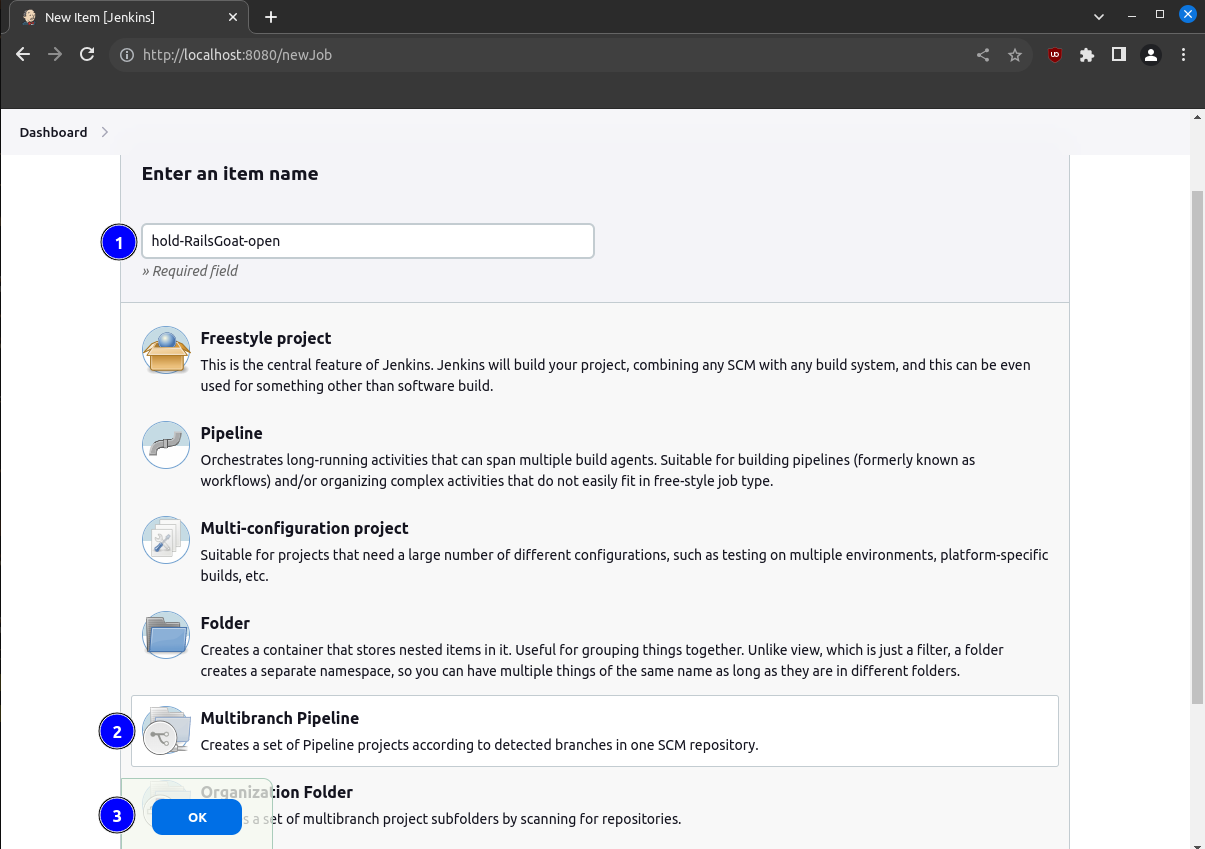 New Item [Jenkins]
http://localhost:8080/newJob
Dashboard
Enter an item name
1
hold-RailsGoat-open
» Required field
Freestyle project
This is the central feature of Jenkins. Jenkins will build your project, combining any SCM with any build system, and this can be even
used for something other than software build.
Pipeline
Orchestrates long-running activities that can span multiple build agents. Suitable for building pipelines (formerly known as
workflows) and/or organizing complex activities that do not easily fit in free-style job type.
Multi-configuration project
Suitable for projects that need a large number of different configurations, such as testing on multiple environments, platform-specific
builds, etc.
Folder
Creates a container that stores nested items in it. Useful for grouping things together. Unlike view, which is just a filter, a folder
creates a separate namespace, so you can have multiple things of the same name as long as they are in different folders.
2
Multibranch Pipeline
Creates a set of Pipeline projects according to detected branches in one SCM repository.
Organization Folder
3
OK
s a set of multibranch project subfolders by scanning for repositories.